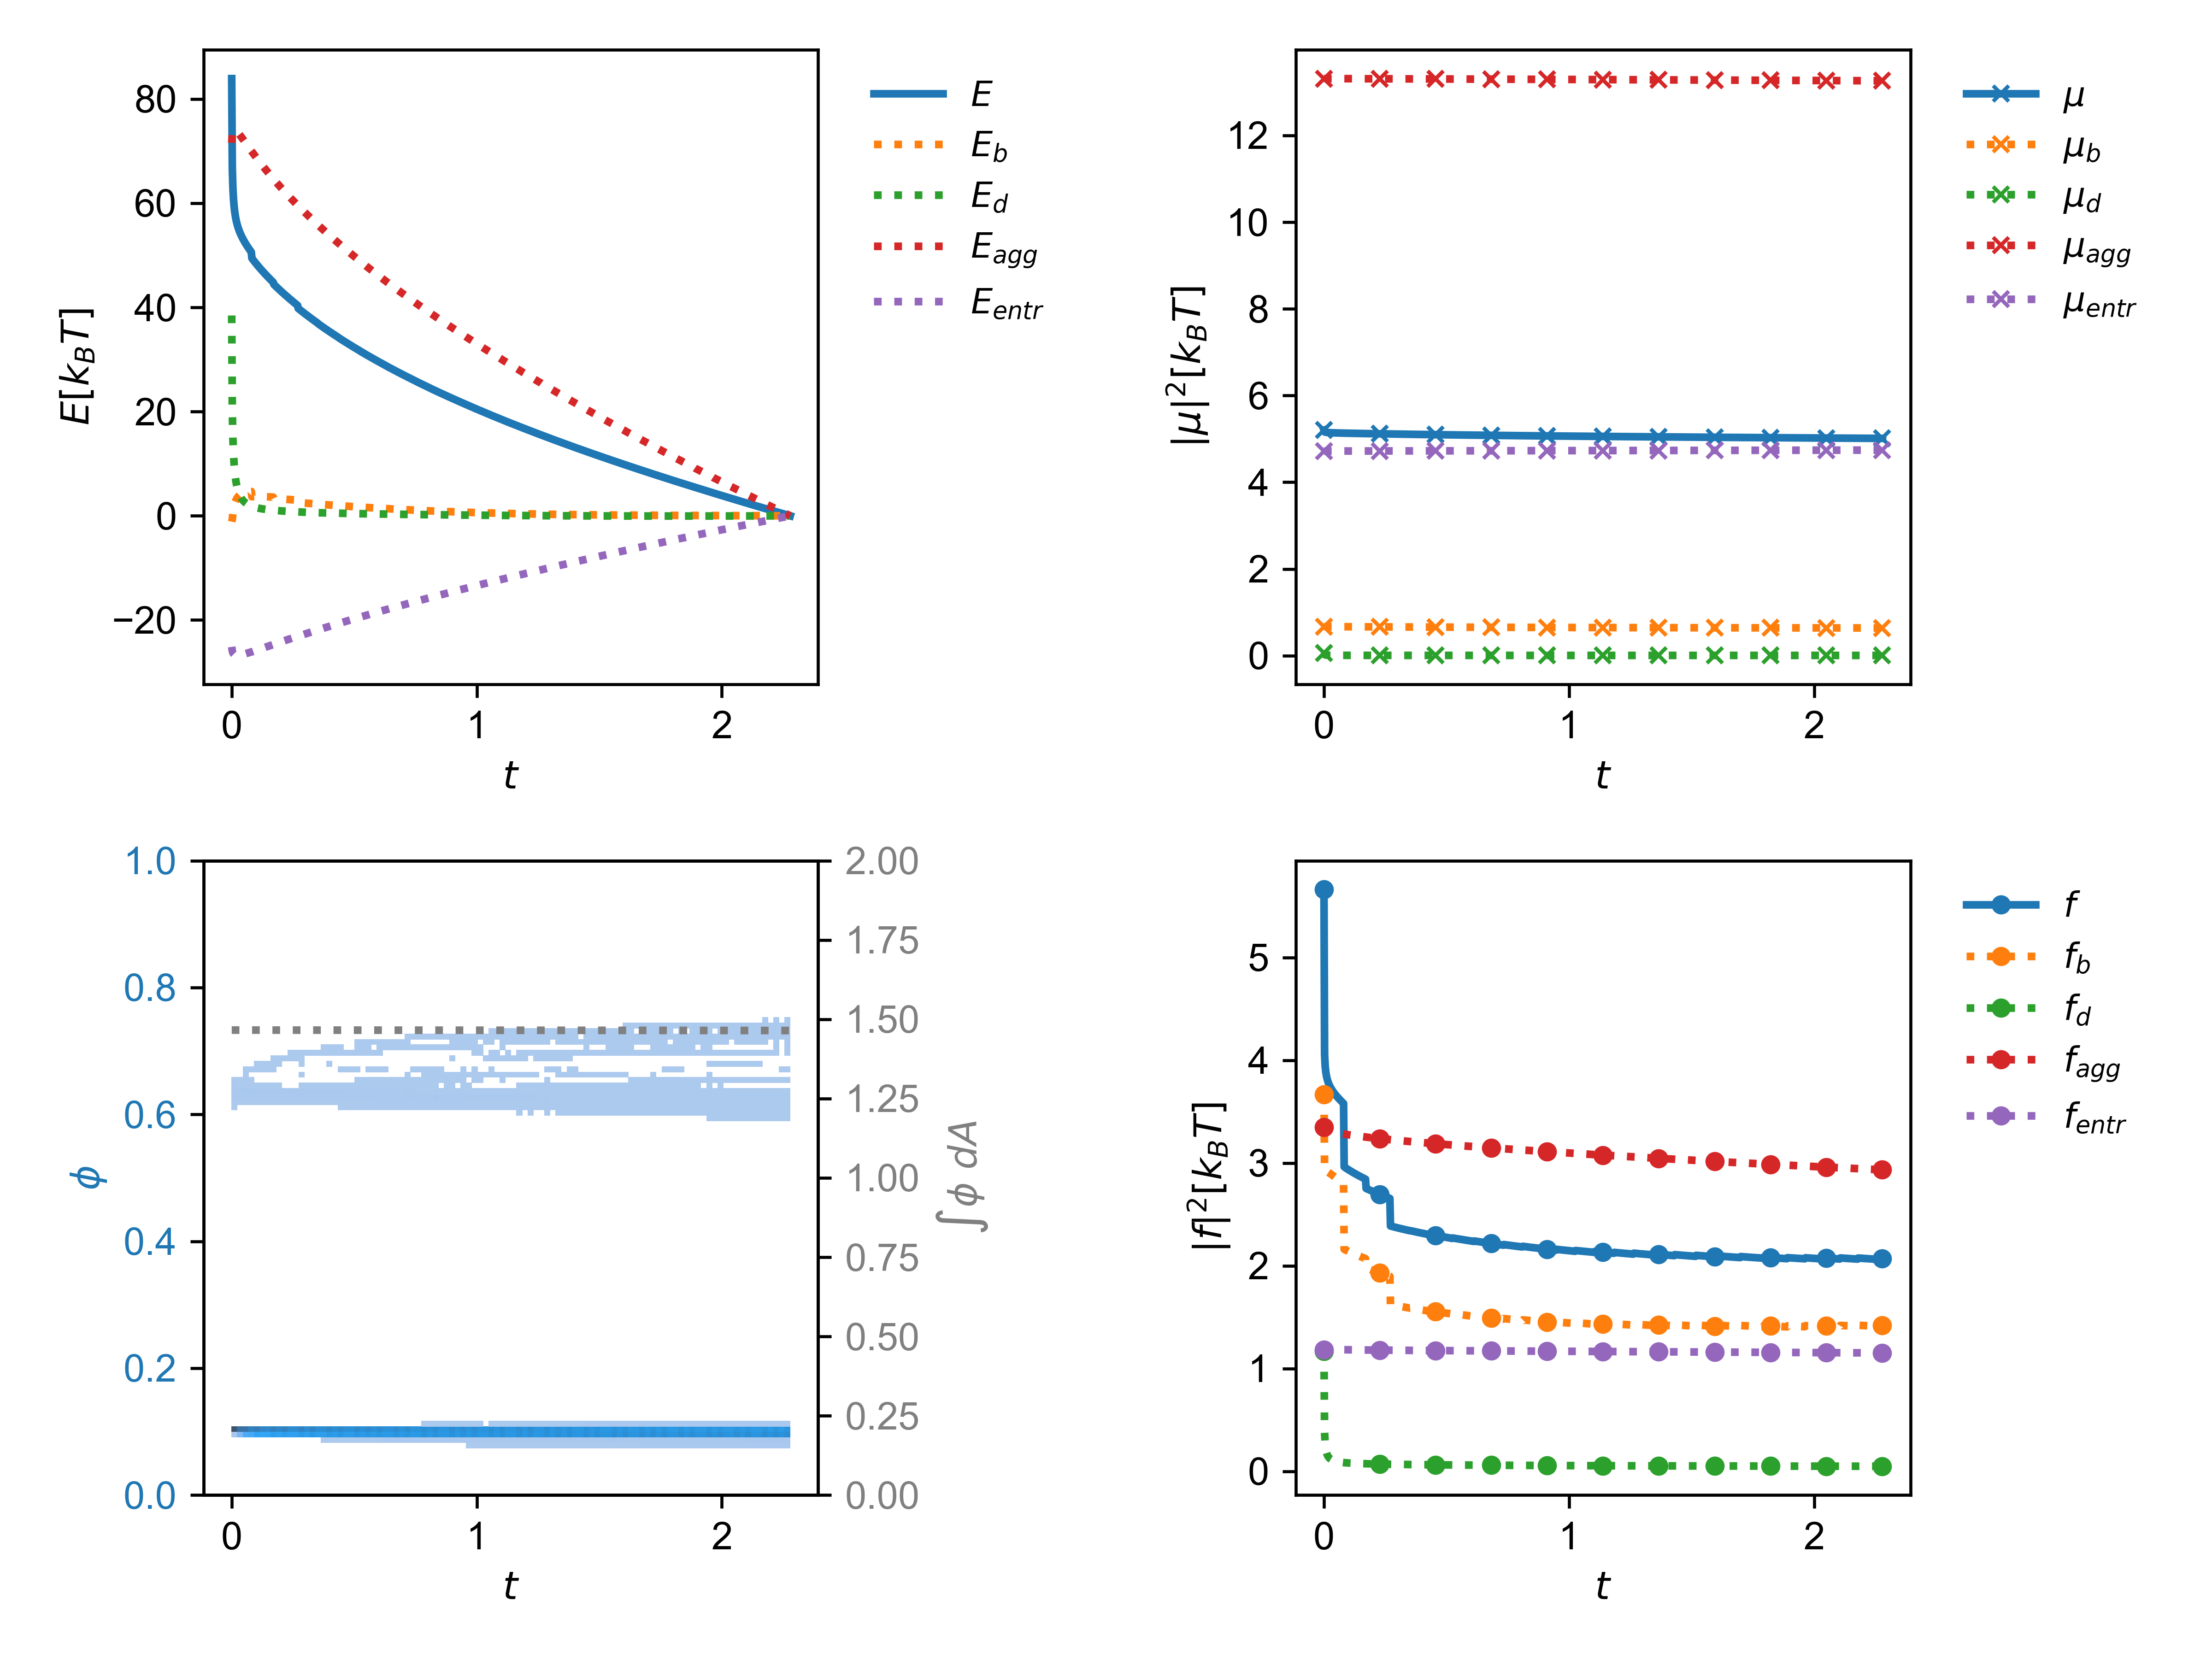 E[k_BT]
80
60
40
20
0
−20
0 1 2
t
E
E_b
E_d
E_agg
E_entr
|μ|²[k_BT]
12
10
8
6
4
2
0
0 1 2
t
μ
μ_b
μ_d
μ_agg
μ_entr
ϕ
1.0
0.8
0.6
0.4
0.2
0.0
0 1 2
t
2.00
1.75
1.50
1.25
1.00
0.75
0.50
0.25
0.00
∫ϕ dA
|f|²[k_BT]
5
4
3
2
1
0
0 1 2
t
f
f_b
f_d
f_agg
f_entr